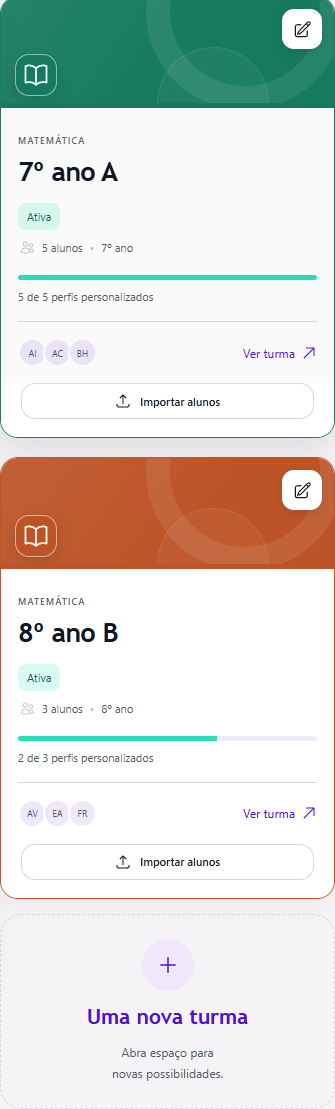 MATEMÁTICA
7º ano A
Ativa
5 alunos • 7º ano
5 de 5 perfis personalizados
AI AC BH Ver turma
Importar alunos
MATEMÁTICA
8º ano B
Ativa
3 alunos • 8º ano
2 de 3 perfis personalizados
AV EA FR Ver turma
Importar alunos
Uma nova turma
Abra espaço para
novas possibilidades.